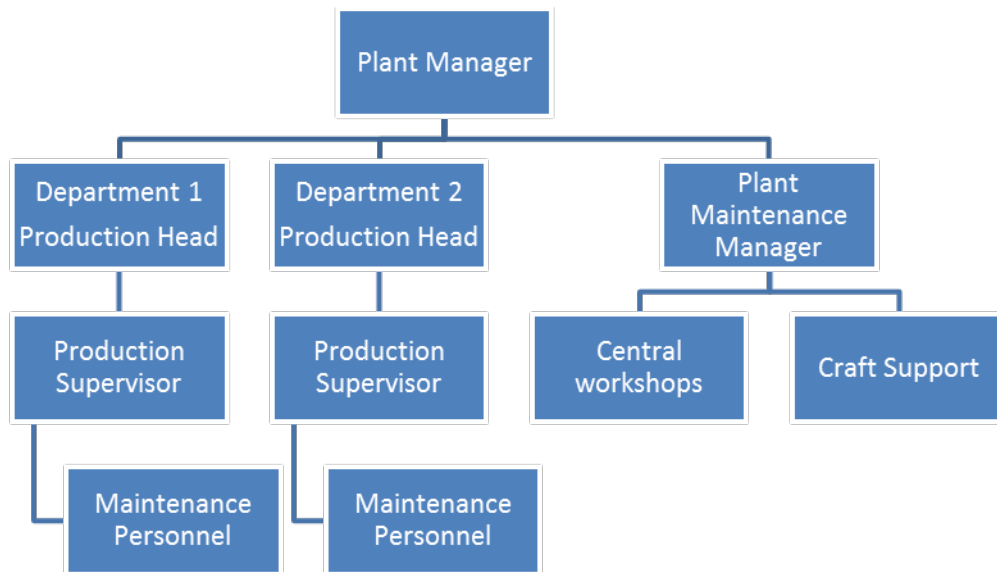 Plant Manager
Department 1
Production Head
Department 2
Production Head
Plant
Maintenance
Manager
Production
Supervisor
Production
Supervisor
Central
workshops
Craft Support
Maintenance
Personnel
Maintenance
Personnel